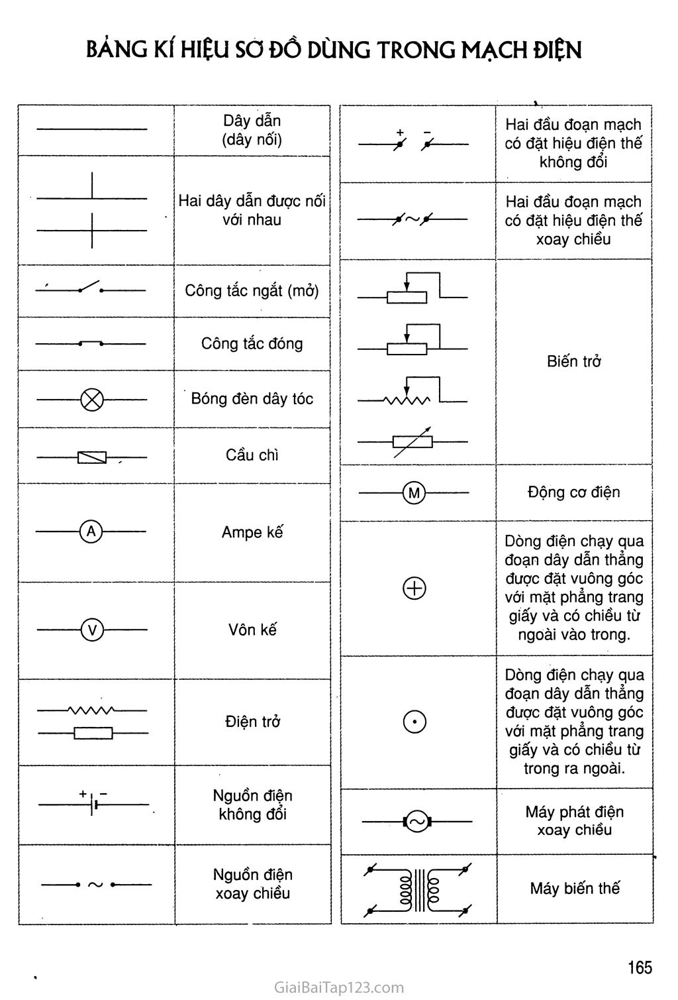 BẢNG KÍ HIỆU SƠ ĐỒ DÙNG TRONG MẠCH ĐIỆN
Dây dẫn
(dây nối)
Hai dây dẫn được nối
với nhau
Công tắc ngắt (mở)
Công tắc đóng
Bóng đèn dây tóc
Cầu chì
A
Ampe kế
V
Vôn kế
Điện trở
+ -
Nguồn điện
không đổi
~
Nguồn điện
xoay chiều
+ -
Hai đầu đoạn mạch
có đặt hiệu điện thế
không đổi
~
Hai đầu đoạn mạch
có đặt hiệu điện thế
xoay chiều
Biến trở
M
Động cơ điện
Dòng điện chạy qua
đoạn dây dẫn thẳng
được đặt vuông góc
với mặt phẳng trang
giấy và có chiều từ
ngoài vào trong.
Dòng điện chạy qua
đoạn dây dẫn thẳng
được đặt vuông góc
với mặt phẳng trang
giấy và có chiều từ
trong ra ngoài.
~
Máy phát điện
xoay chiều
Máy biến thế
165
GiaiBaiTap123.com